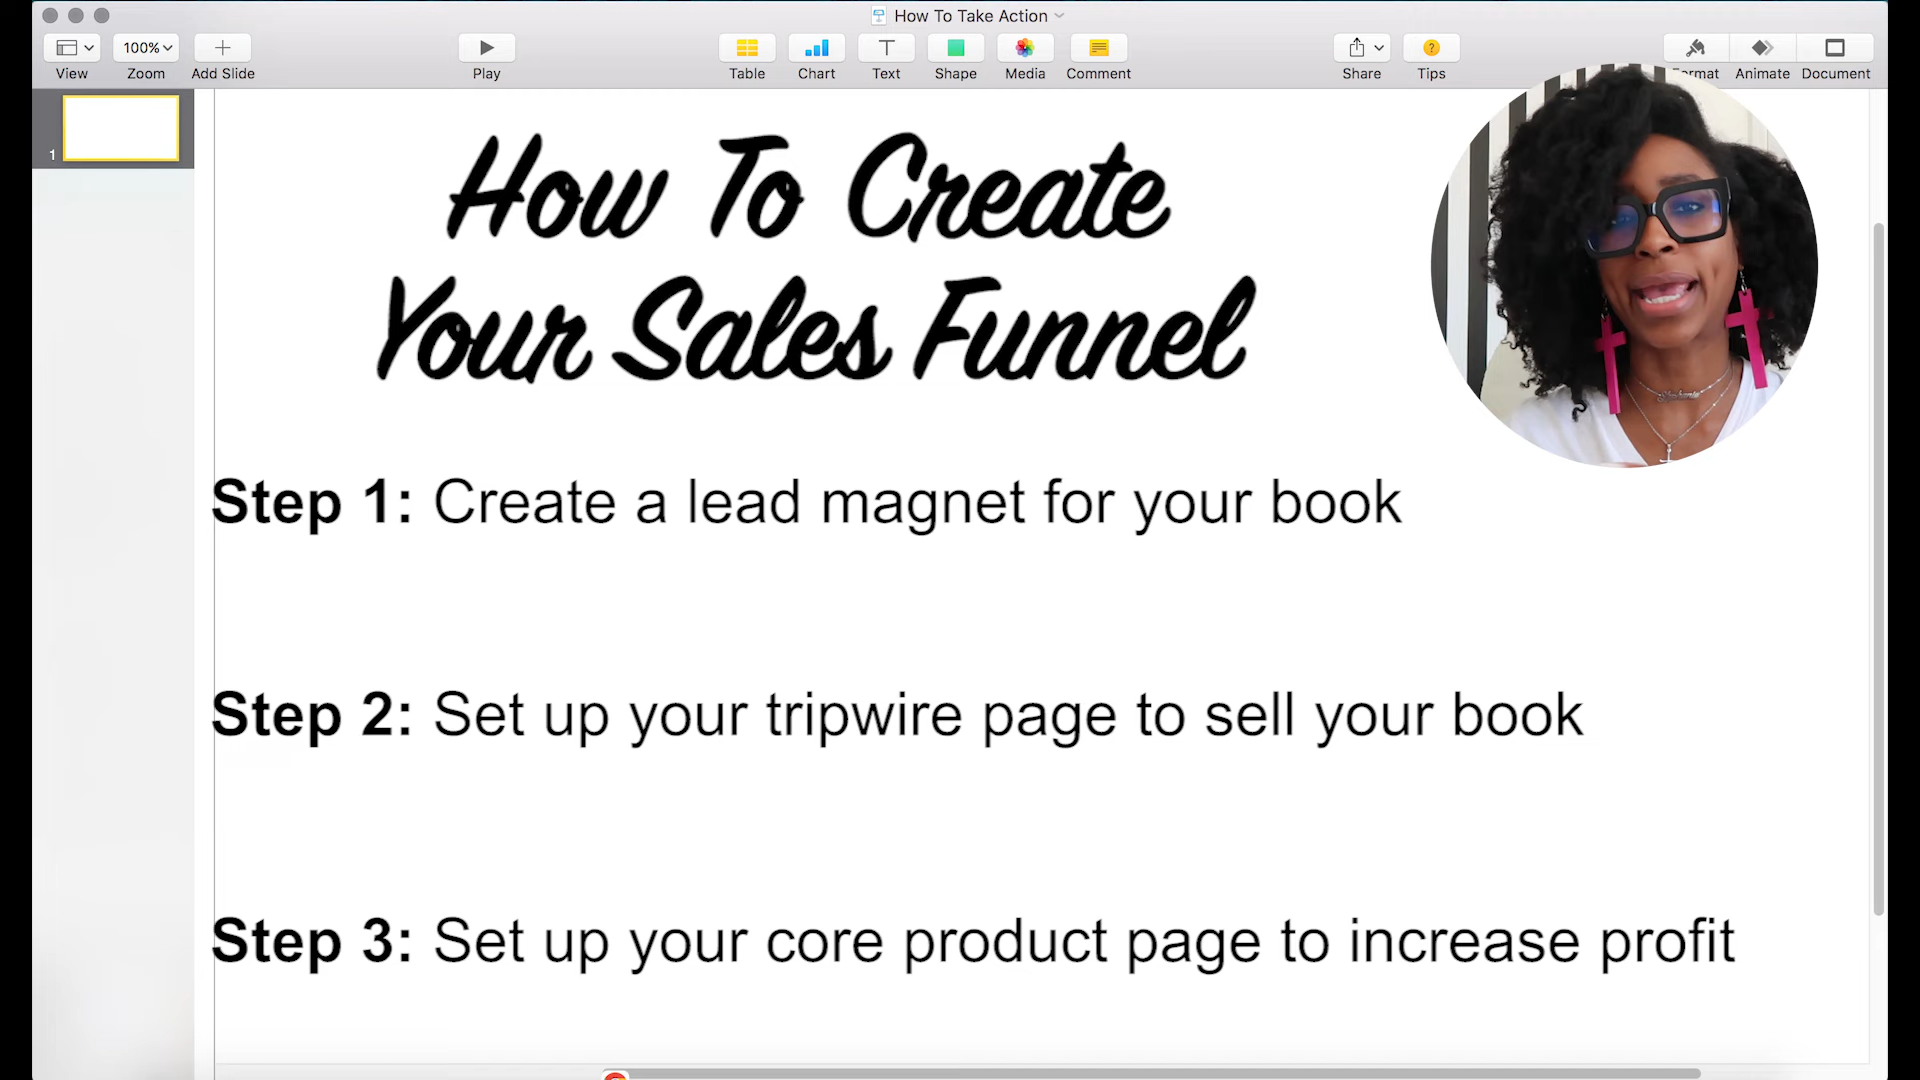 How To Take Action
100%
View
Zoom
Add Slide
Play
Table
Chart
Text
Shape
Media
Comment
Share
Tips
Format
Animate
Document
1
How To Create
Your Sales Funnel
Step 1: Create a lead magnet for your book
Step 2: Set up your tripwire page to sell your book
Step 3: Set up your core product page to increase profit